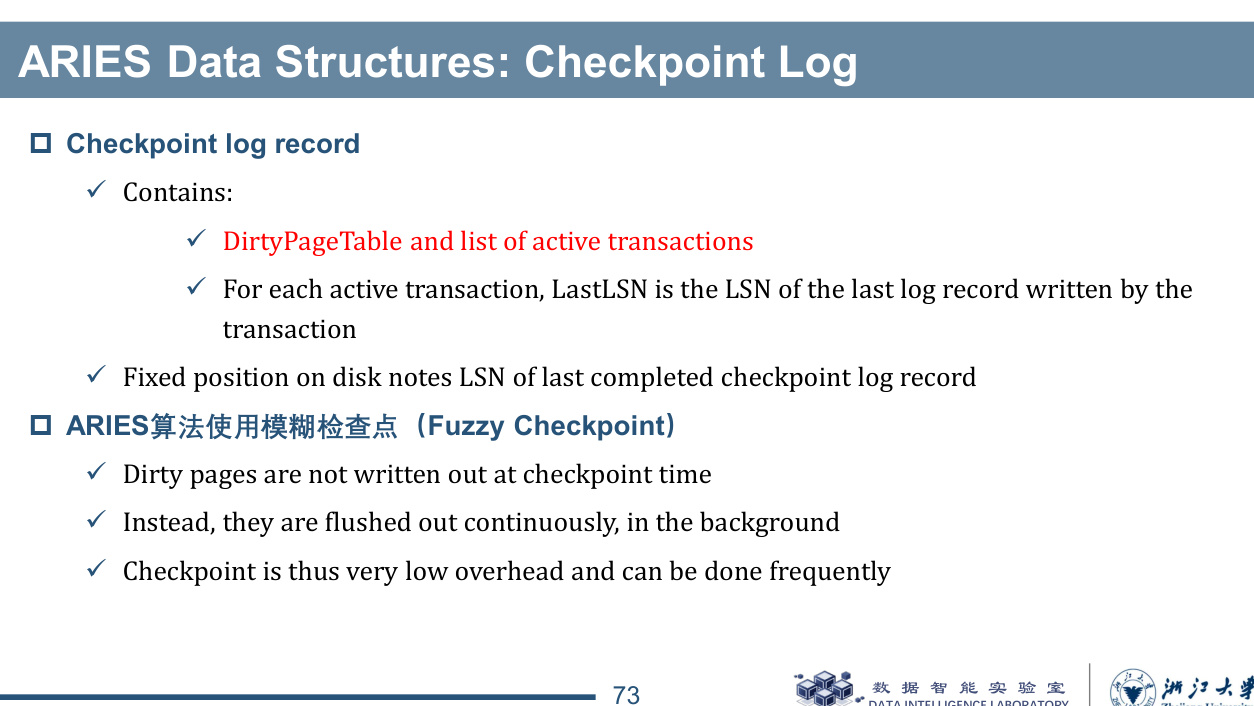 ARIES Data Structures: Checkpoint Log
Checkpoint log record
Contains:
DirtyPageTable and list of active transactions
For each active transaction, LastLSN is the LSN of the last log record written by the
transaction
Fixed position on disk notes LSN of last completed checkpoint log record
ARIES算法使用模糊检查点（Fuzzy Checkpoint）
Dirty pages are not written out at checkpoint time
Instead, they are flushed out continuously, in the background
Checkpoint is thus very low overhead and can be done frequently
73
数据智能实验室
DATA INTELLIGENCE LABORATORY
浙江大学